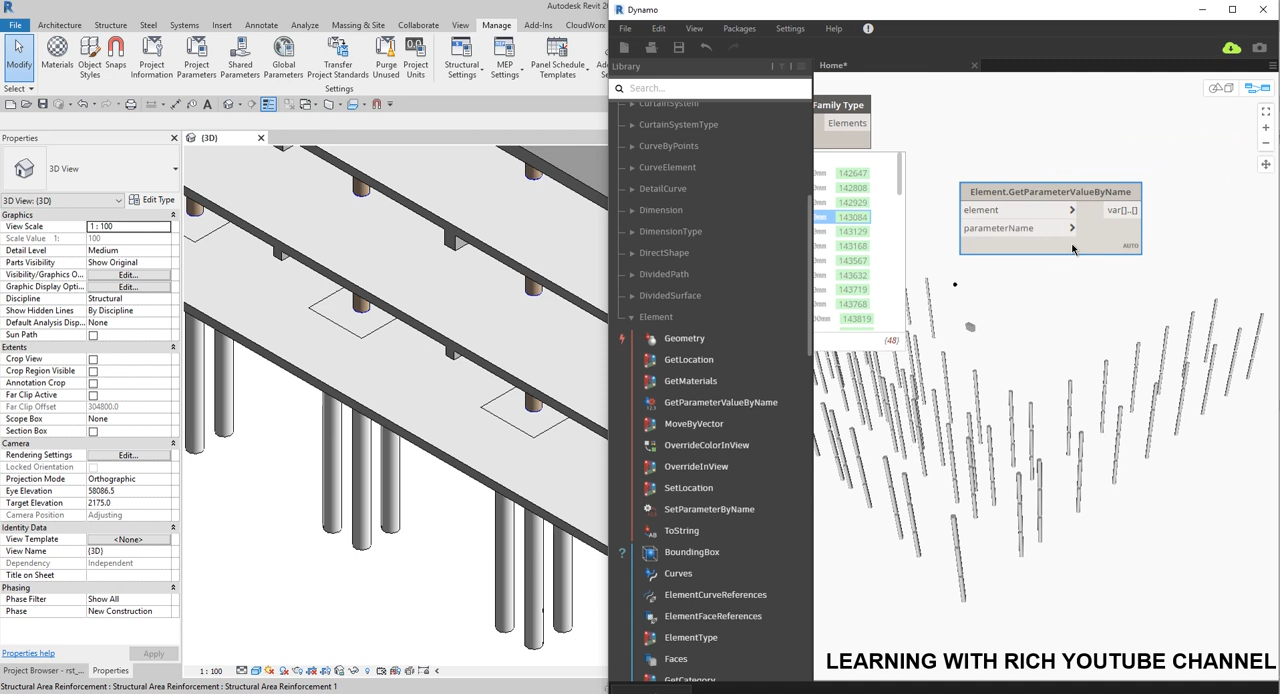 Autodesk Revit 20
File Architecture Structure Steel Systems Insert Annotate Analyze Massing & Site Collaborate View Manage Add-Ins CloudWorx
Modify Materials Object Styles Snaps Project Information Project Parameters Shared Parameters Global Parameters Transfer Project Standards Purge Unused Project Units Structural Settings MEP Settings Panel Schedule Templates
Select Settings
Properties
{3D}
3D View
3D View: {3D} Edit Type
Graphics
View Scale 1 : 100
Scale Value 1: 100
Detail Level Medium
Parts Visibility Show Original
Visibility/Graphics O... Edit...
Graphic Display Opti... Edit...
Discipline Structural
Show Hidden Lines By Discipline
Default Analysis Disp... None
Sun Path
Extents
Crop View
Crop Region Visible
Annotation Crop
Far Clip Active
Far Clip Offset 304800.0
Scope Box None
Section Box
Camera
Rendering Settings Edit...
Locked Orientation
Projection Mode Orthographic
Eye Elevation 58086.5
Target Elevation 2175.0
Camera Position Adjusting
Identity Data
View Template <None>
View Name {3D}
Dependency Independent
Title on Sheet
Phasing
Phase Filter Show All
Phase New Construction
Properties help Apply
Project Browser - rst_... Properties
1 : 100
Structural Area Reinforcement : Structural Area Reinforcement : Structural Area Reinforcement 1
Dynamo
File Edit View Packages Settings Help
Library
Home*
Search...
CurtainSystem
CurtainSystemType
CurveByPoints
CurveElement
DetailCurve
Dimension
DimensionType
DirectShape
DividedPath
DividedSurface
Element
Geometry
GetLocation
GetMaterials
GetParameterValueByName
MoveByVector
OverrideColorInView
OverrideInView
SetLocation
SetParameterByName
ToString
BoundingBox
Curves
ElementCurveReferences
ElementFaceReferences
ElementType
Faces
GetCategory
Family Type
Elements
142647
142808
142929
143084
143129
143168
143567
143632
143719
143768
143819
(48)
Element.GetParameterValueByName
element > var[]..[]
parameterName >
AUTO
LEARNING WITH RICH YOUTUBE CHANNEL